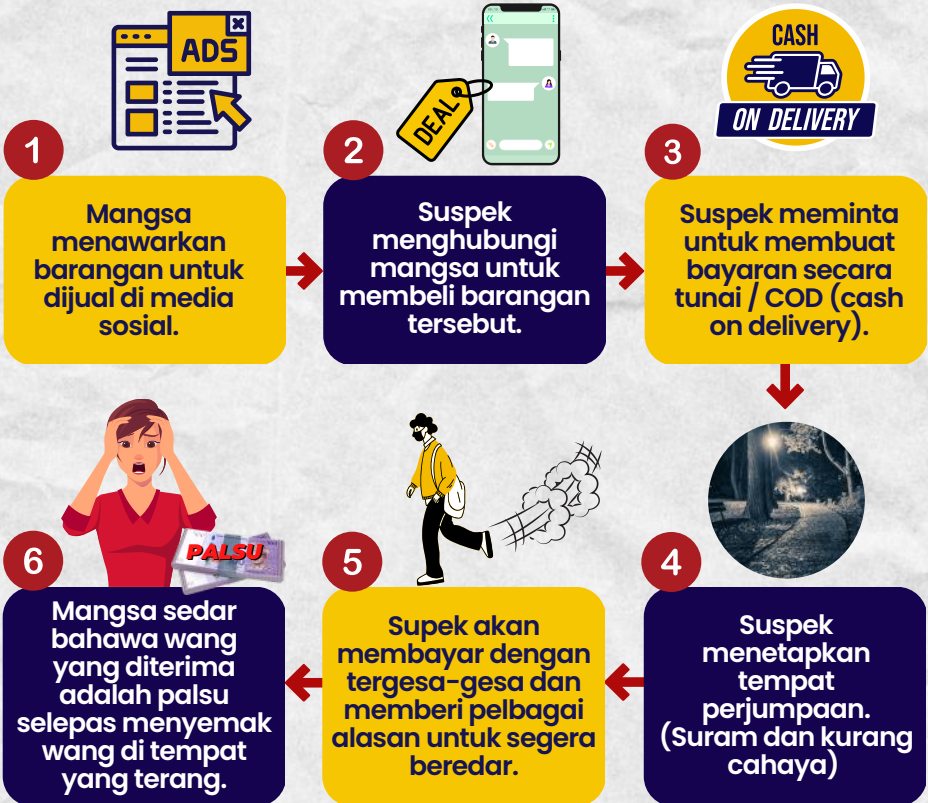 ADS
DEAL
CASH
ON DELIVERY
1
Mangsa
menawarkan
barangan untuk
dijual di media
sosial.
2
Suspek
menghubungi
mangsa untuk
membeli barangan
tersebut.
3
Suspek meminta
untuk membuat
bayaran secara
tunai / COD (cash
on delivery).
4
Suspek
menetapkan
tempat
perjumpaan.
(Suram dan kurang
cahaya)
5
Supek akan
membayar dengan
tergesa-gesa dan
memberi pelbagai
alasan untuk segera
beredar.
PALSU
6
Mangsa sedar
bahawa wang
yang diterima
adalah palsu
selepas menyemak
wang di tempat
yang terang.